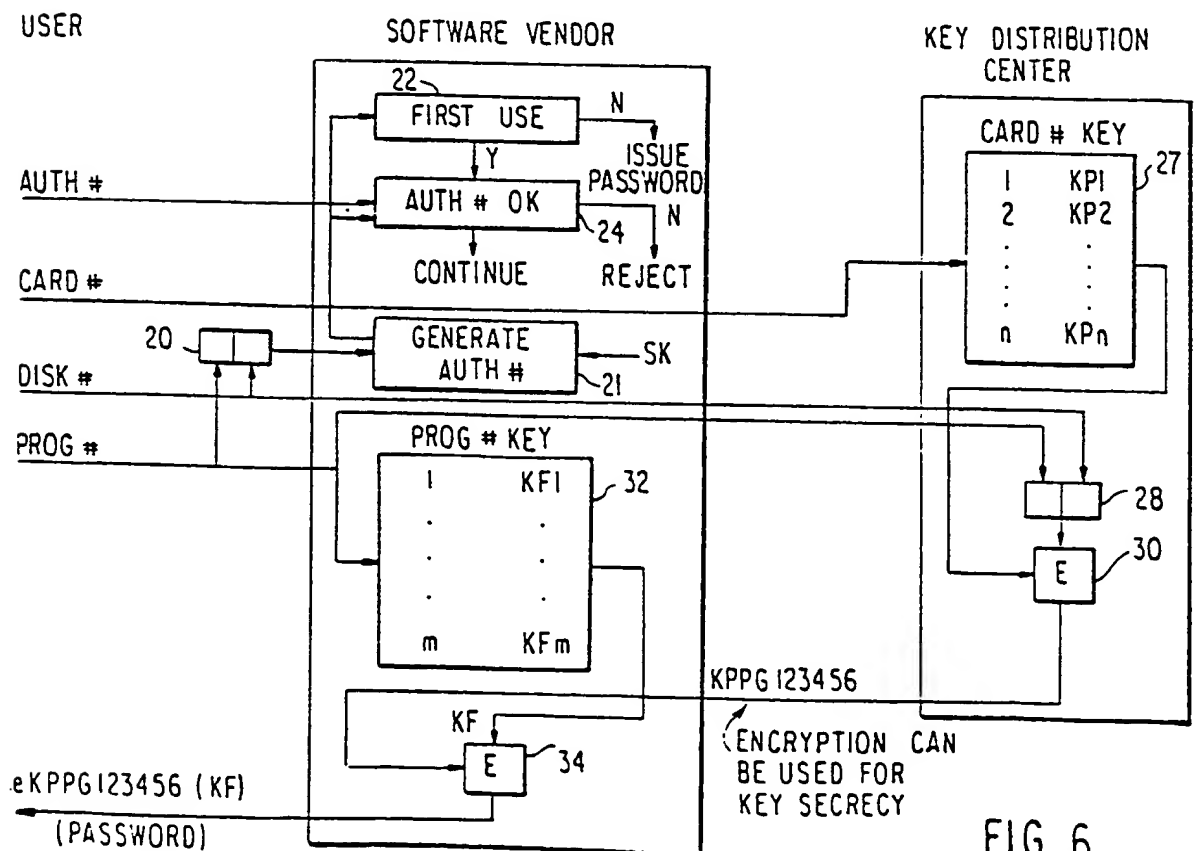 USER
SOFTWARE VENDOR
KEY DISTRIBUTION
CENTER
22
FIRST USE
N
Y
ISSUE
PASSWORD
AUTH #
AUTH # OK
24
N
CONTINUE
REJECT
CARD #
CARD # KEY
27
1 KP1
2 KP2
n KPn
20
GENERATE
AUTH #
21
SK
DISK #
PROG #
PROG # KEY
1 KF1
32
m KFm
28
E
30
KPPG123456
KF
E
34
ENCRYPTION CAN
BE USED FOR
KEY SECRECY
eKPPG123456 (KF)
(PASSWORD)
FIG 6